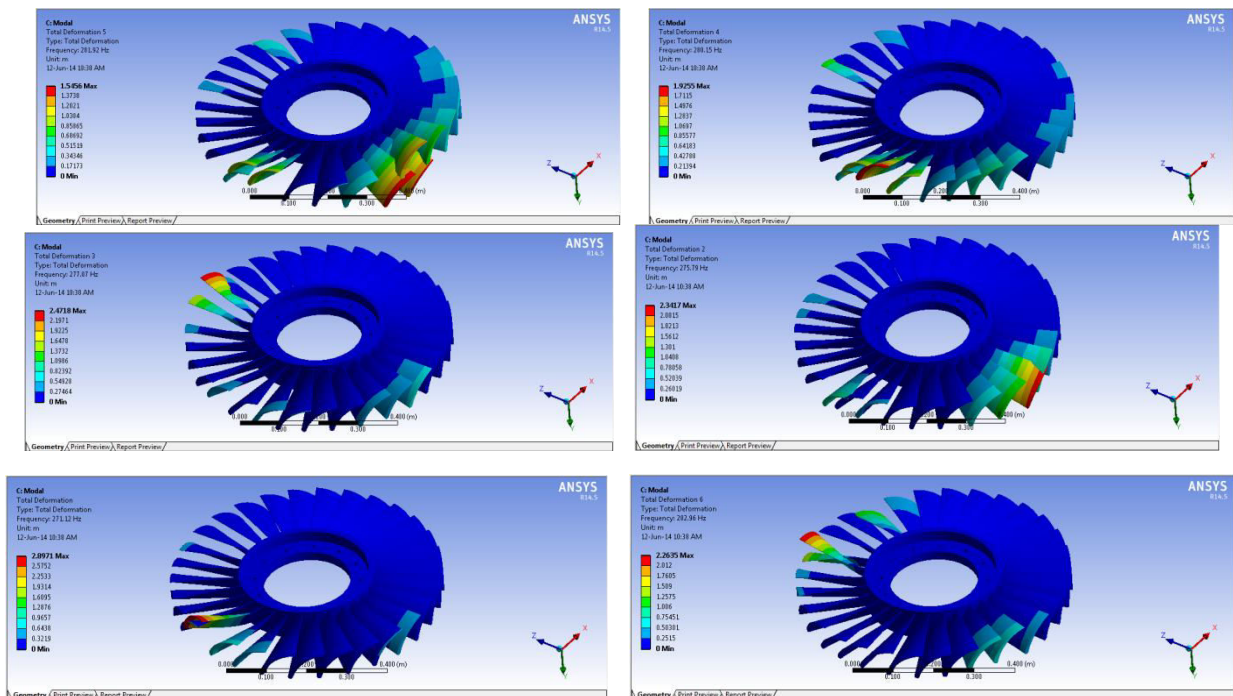 C: Modal
Total Deformation 5
Type: Total Deformation
Frequency: 281.92 Hz
Unit: m
12-Jun-14 10:38 AM
1.5456 Max
1.3738
1.2021
1.0304
0.85865
0.68692
0.51519
0.34346
0.17173
0 Min
ANSYS
R14.5
0.000
0.100
0.200
0.300
0.400 (m)
Z
X
Y
Geometry Print Preview Report Preview
C: Modal
Total Deformation 4
Type: Total Deformation
Frequency: 280.15 Hz
Unit: m
12-Jun-14 10:38 AM
1.9255 Max
1.7115
1.4976
1.2837
1.0697
0.85577
0.64183
0.42788
0.21394
0 Min
ANSYS
R14.5
0.000
0.100
0.200
0.300
0.400 (m)
Z
X
Y
Geometry Print Preview Report Preview
C: Modal
Total Deformation 3
Type: Total Deformation
Frequency: 277.07 Hz
Unit: m
12-Jun-14 10:38 AM
2.4718 Max
2.1971
1.9225
1.6478
1.3732
1.0986
0.82392
0.54928
0.27464
0 Min
ANSYS
R14.5
0.000
0.100
0.200
0.300
0.400 (m)
Z
X
Y
Geometry Print Preview Report Preview
C: Modal
Total Deformation 2
Type: Total Deformation
Frequency: 275.79 Hz
Unit: m
12-Jun-14 10:38 AM
2.3417 Max
2.0815
1.8213
1.5612
1.301
1.0408
0.78058
0.52039
0.26019
0 Min
ANSYS
R14.5
0.000
0.100
0.200
0.300
0.400 (m)
Z
X
Y
Geometry Print Preview Report Preview
C: Modal
Total Deformation
Type: Total Deformation
Frequency: 271.12 Hz
Unit: m
12-Jun-14 10:38 AM
2.8971 Max
2.5752
2.2533
1.9314
1.6095
1.2876
0.9657
0.6438
0.3219
0 Min
ANSYS
R14.5
0.000
0.100
0.200
0.300
0.400 (m)
Z
X
Y
Geometry Print Preview Report Preview
C: Modal
Total Deformation 6
Type: Total Deformation
Frequency: 282.96 Hz
Unit: m
12-Jun-14 10:38 AM
2.2635 Max
2.012
1.7605
1.509
1.2575
1.006
0.75451
0.50301
0.2515
0 Min
ANSYS
R14.5
0.000
0.100
0.200
0.300
0.400 (m)
Z
X
Y
Geometry Print Preview Report Preview